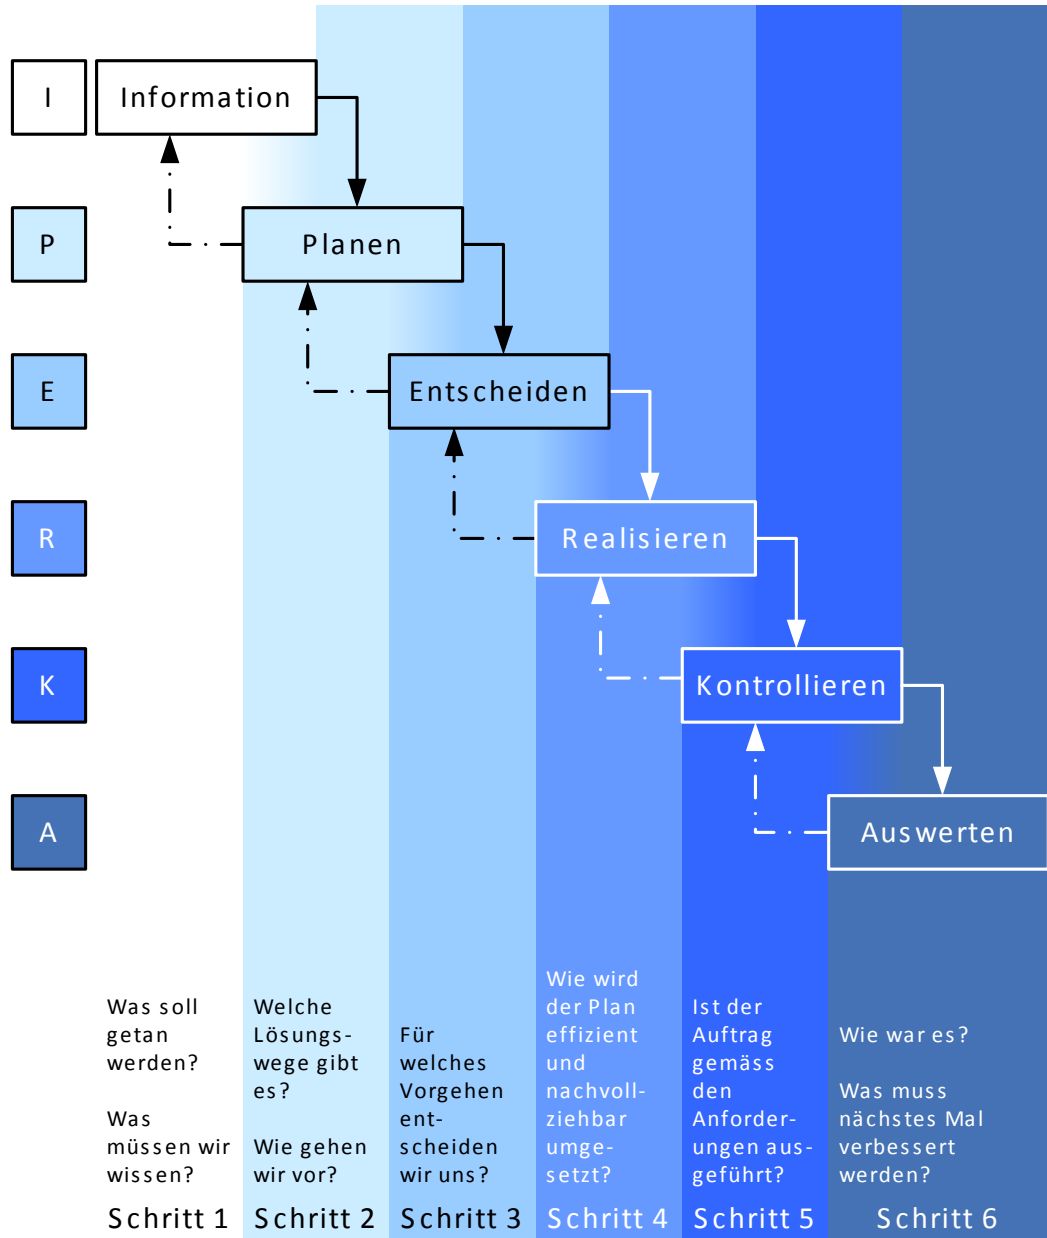 I
Information
P
Planen
E
Entscheiden
R
Realisieren
K
Kontrollieren
A
Auswerten
Was soll
getan
werden?
Was
müssen wir
wissen?
Schritt 1
Welche
Lösungs-
wege gibt
es?
Wie gehen
wir vor?
Schritt 2
Für
welches
Vorgehen
ent-
scheiden
wir uns?
Schritt 3
Wie wird
der Plan
effizient
und
nachvoll-
ziehbar
umge-
setzt?
Schritt 4
Ist der
Auftrag
gemäss
den
Anforder-
ungen aus-
geführt?
Schritt 5
Wie war es?
Was muss
nächstes Mal
verbessert
werden?
Schritt 6